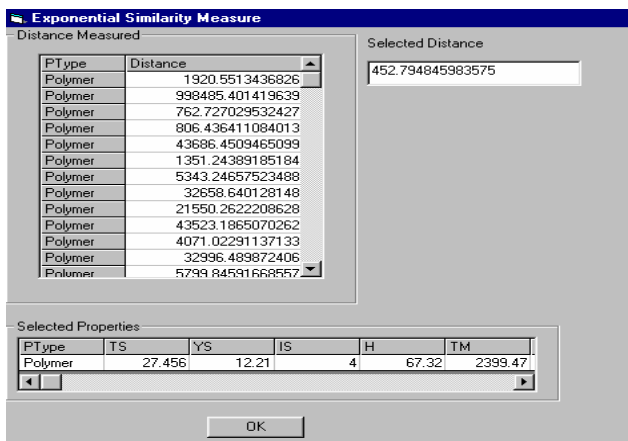 Exponential Similarity Measure
Distance Measured
PType Distance
Polymer 1920.5513436826
Polymer 998485.401419639
Polymer 762.727029532427
Polymer 806.436411084013
Polymer 43686.4509465099
Polymer 1351.24389185184
Polymer 5343.24657523488
Polymer 32658.640128148
Polymer 21550.2622208628
Polymer 43523.1865070262
Polymer 4071.02291137133
Polymer 32996.489872406
Polymer 5799.84591668557
Selected Distance
452.794845983575
Selected Properties
PType TS YS IS H TM
Polymer 27.456 12.21 4 67.32 2399.47
OK